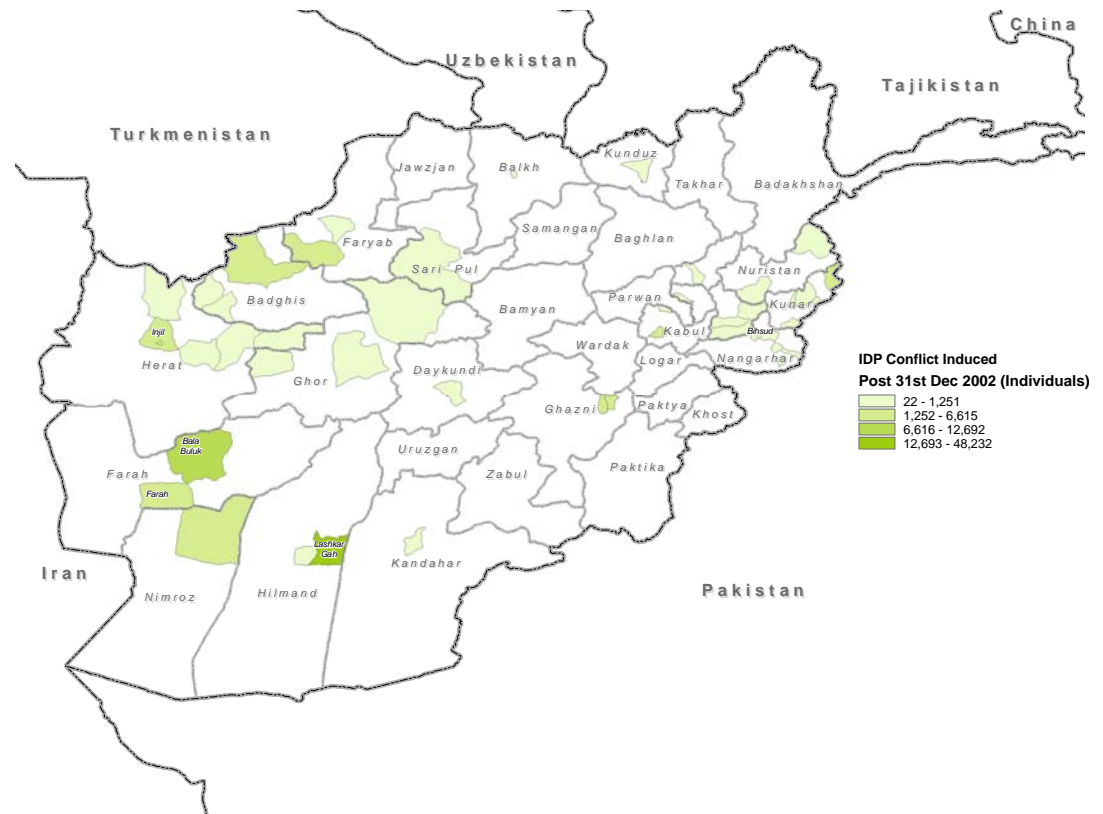 China
Uzbekistan
Tajikistan
Turkmenistan
Kunduz
Jawzjan
Balkh
Takhar
Badakhshan
Samangan
Faryab
Baghlan
Sari Pul
Nuristan
Badghis
Parwan
Kunar
Bamyan
Injil
Kabul
Bihsud
Wardak
Herat
Logar
Nangarhar
Daykundi
Ghor
Ghazni
Paktya
Khost
Bala
Buluk
Uruzgan
Farah
Zabul
Paktika
Farah
Lashkar
Gah
Kandahar
Iran
Nimroz
Hilmand
Pakistan
IDP Conflict Induced
Post 31st Dec 2002 (Individuals)
22 - 1,251
1,252 - 6,615
6,616 - 12,692
12,693 - 48,232